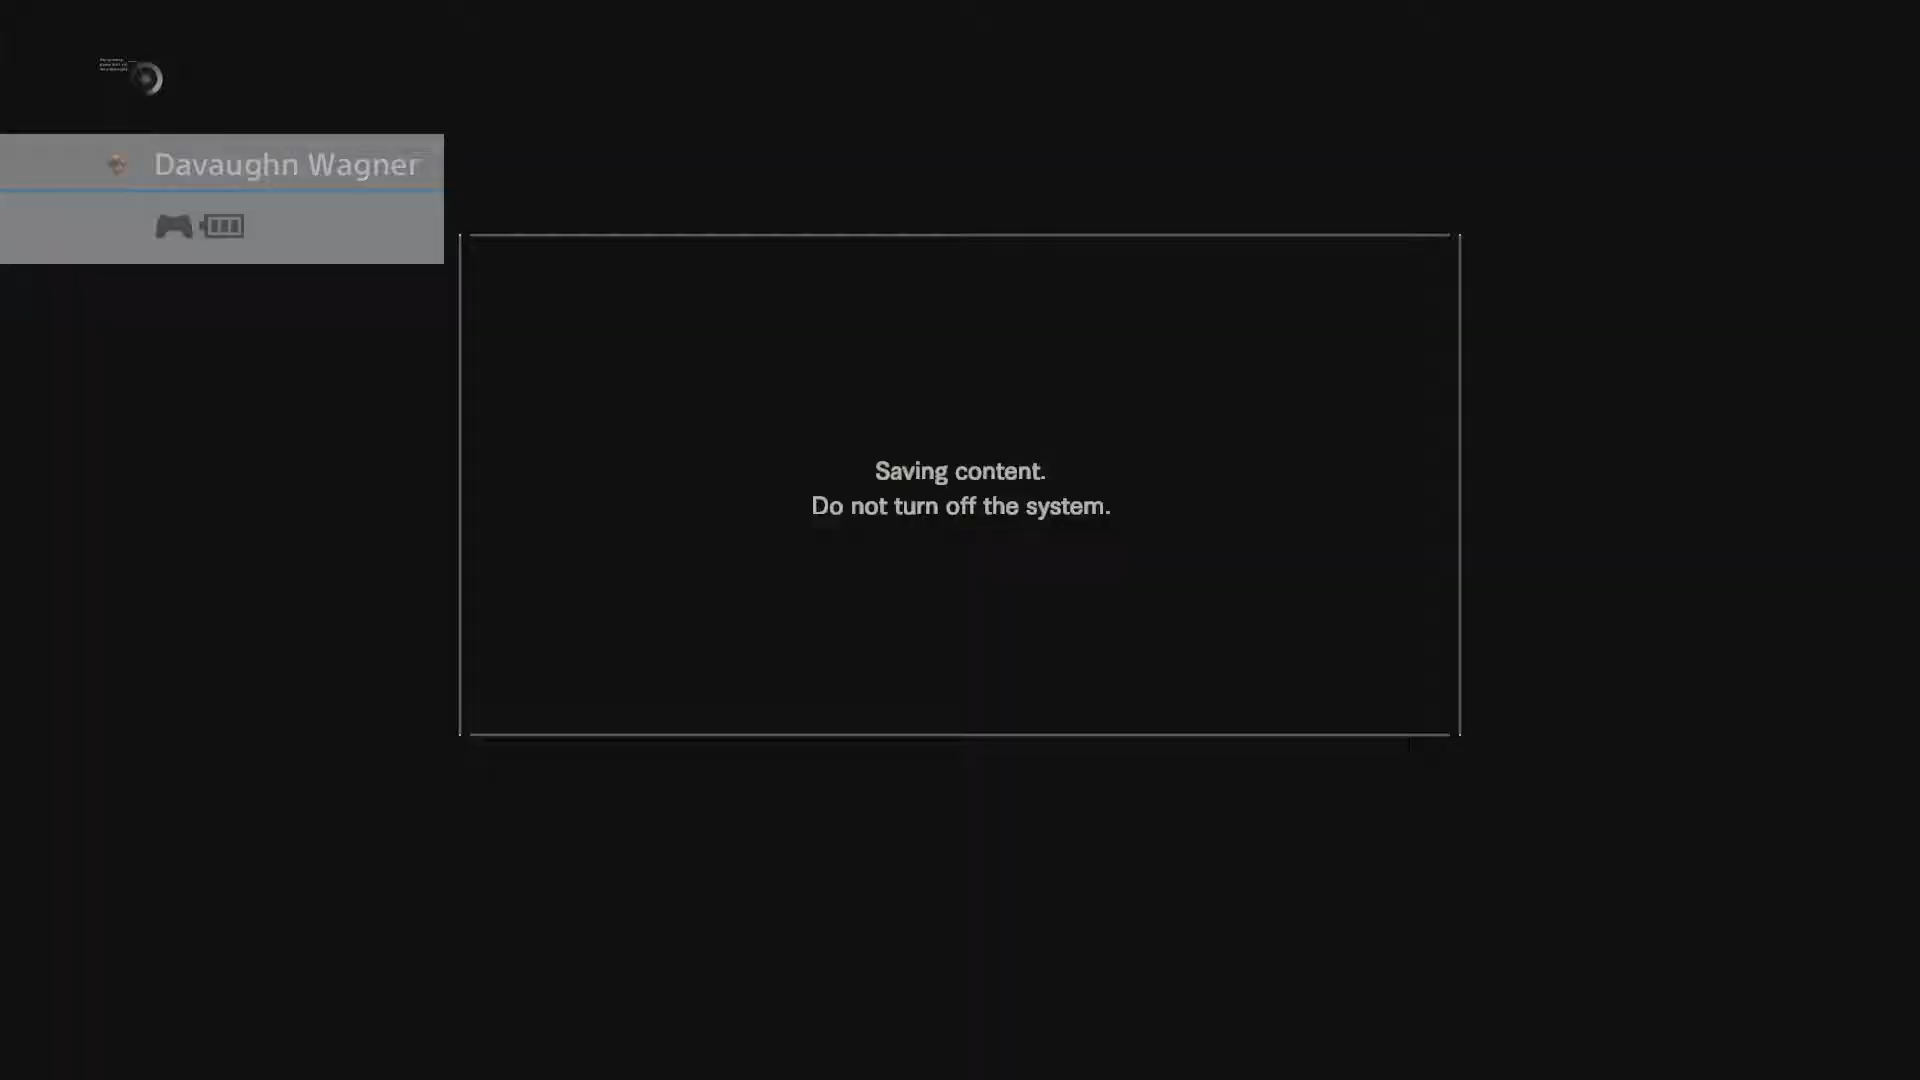 Davaughn Wagner
Saving content.
Do not turn off the system.